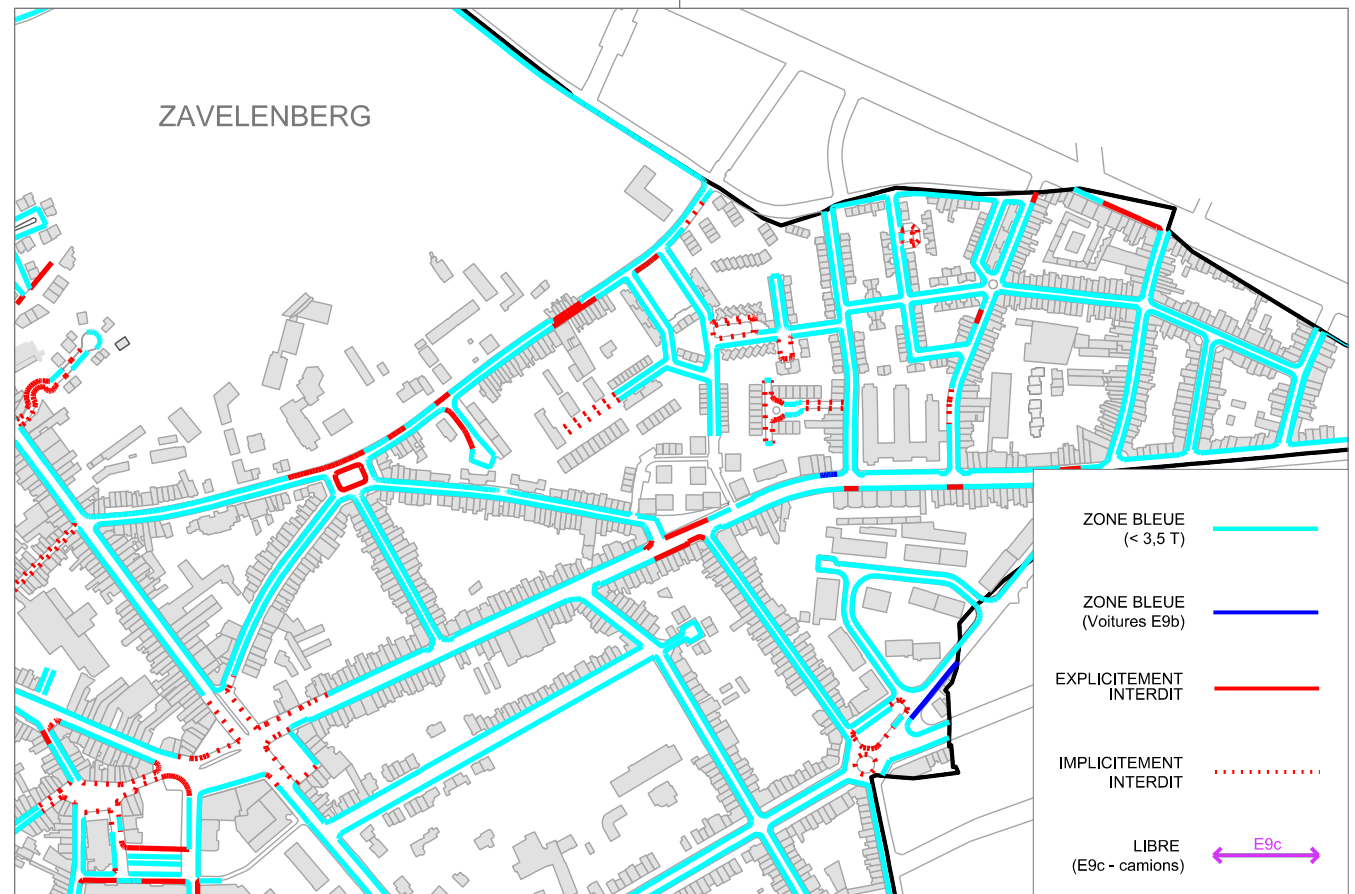 ZAVELENBERG
ZONE BLEUE
(< 3,5 T)
ZONE BLEUE
(Voitures E9b)
EXPLICITEMENT
INTERDIT
IMPLICITEMENT
INTERDIT
LIBRE
(E9c - camions)
E9c